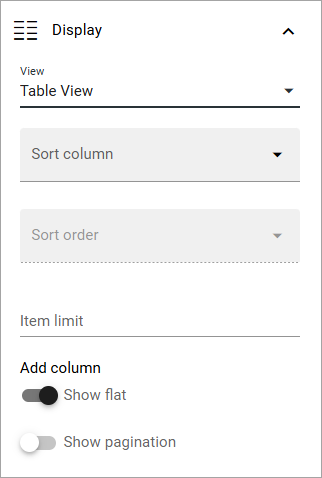 Display
View
Table View
Sort column
Sort order
Item limit
Add column
Show flat
Show pagination